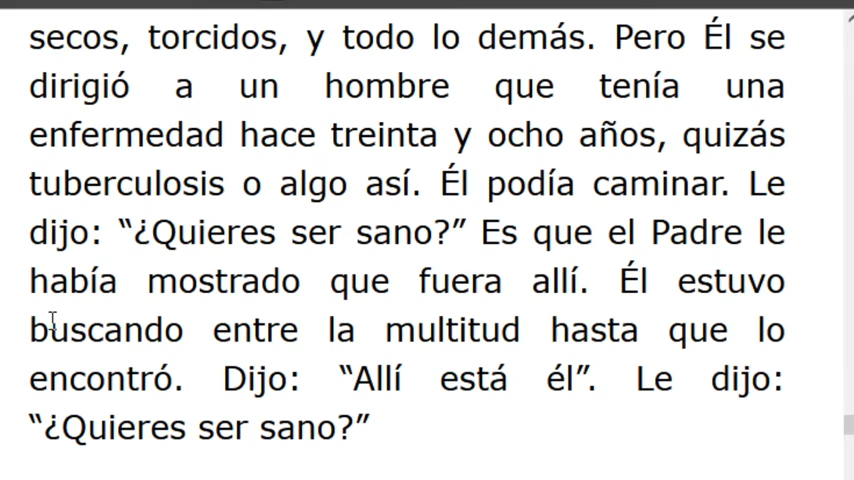 secos, torcidos, y todo lo demás. Pero Él se
dirigió a un hombre que tenía una
enfermedad hace treinta y ocho años, quizás
tuberculosis o algo así. Él podía caminar. Le
dijo: “¿Quieres ser sano?” Es que el Padre le
había mostrado que fuera allí. Él estuvo
buscando entre la multitud hasta que lo
encontró. Dijo: “Allí está él”. Le dijo:
“¿Quieres ser sano?”